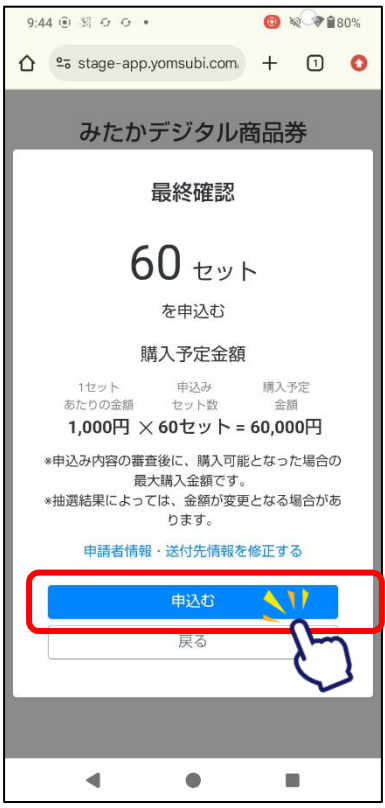 9:44
80%
stage-app.yomsubi.com
1
みたかデジタル商品券
最終確認
60 セット
を申込む
購入予定金額
1セット 申込み 購入予定
あたりの金額 セット数 金額
1,000円 × 60セット = 60,000円
*申込み内容の審査後に、購入可能となった場合の
最大購入金額です。
*抽選結果によっては、金額が変更となる場合があ
ります。
申請者情報・送付先情報を修正する
申込む
戻る